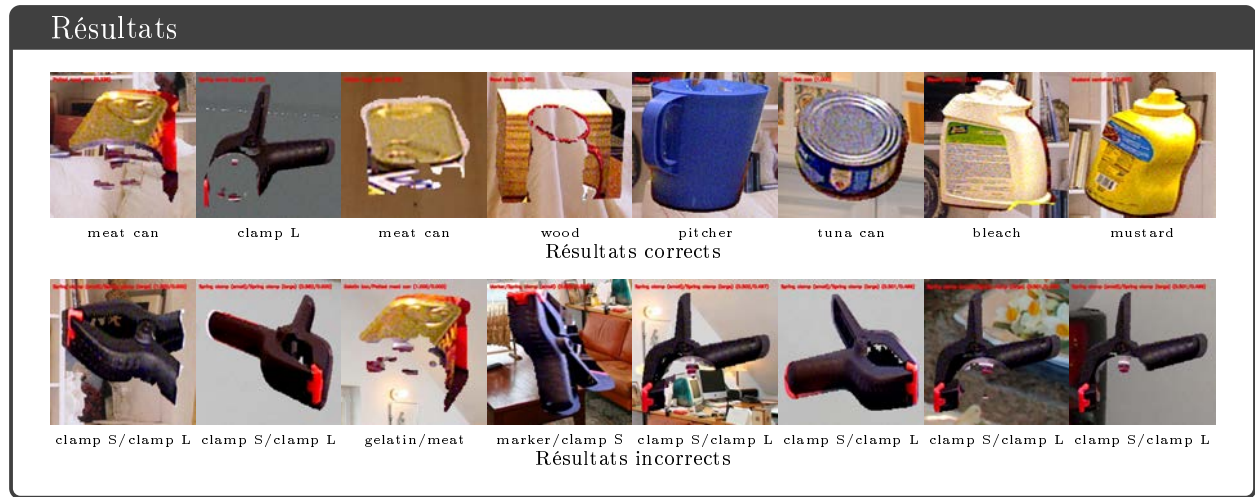 Résultats
meat can clamp L meat can wood pitcher tuna can bleach mustard
Résultats corrects
clamp S/clamp L clamp S/clamp L gelatin/meat marker/clamp S clamp S/clamp L clamp S/clamp L clamp S/clamp L clamp S/clamp L
Résultats incorrects